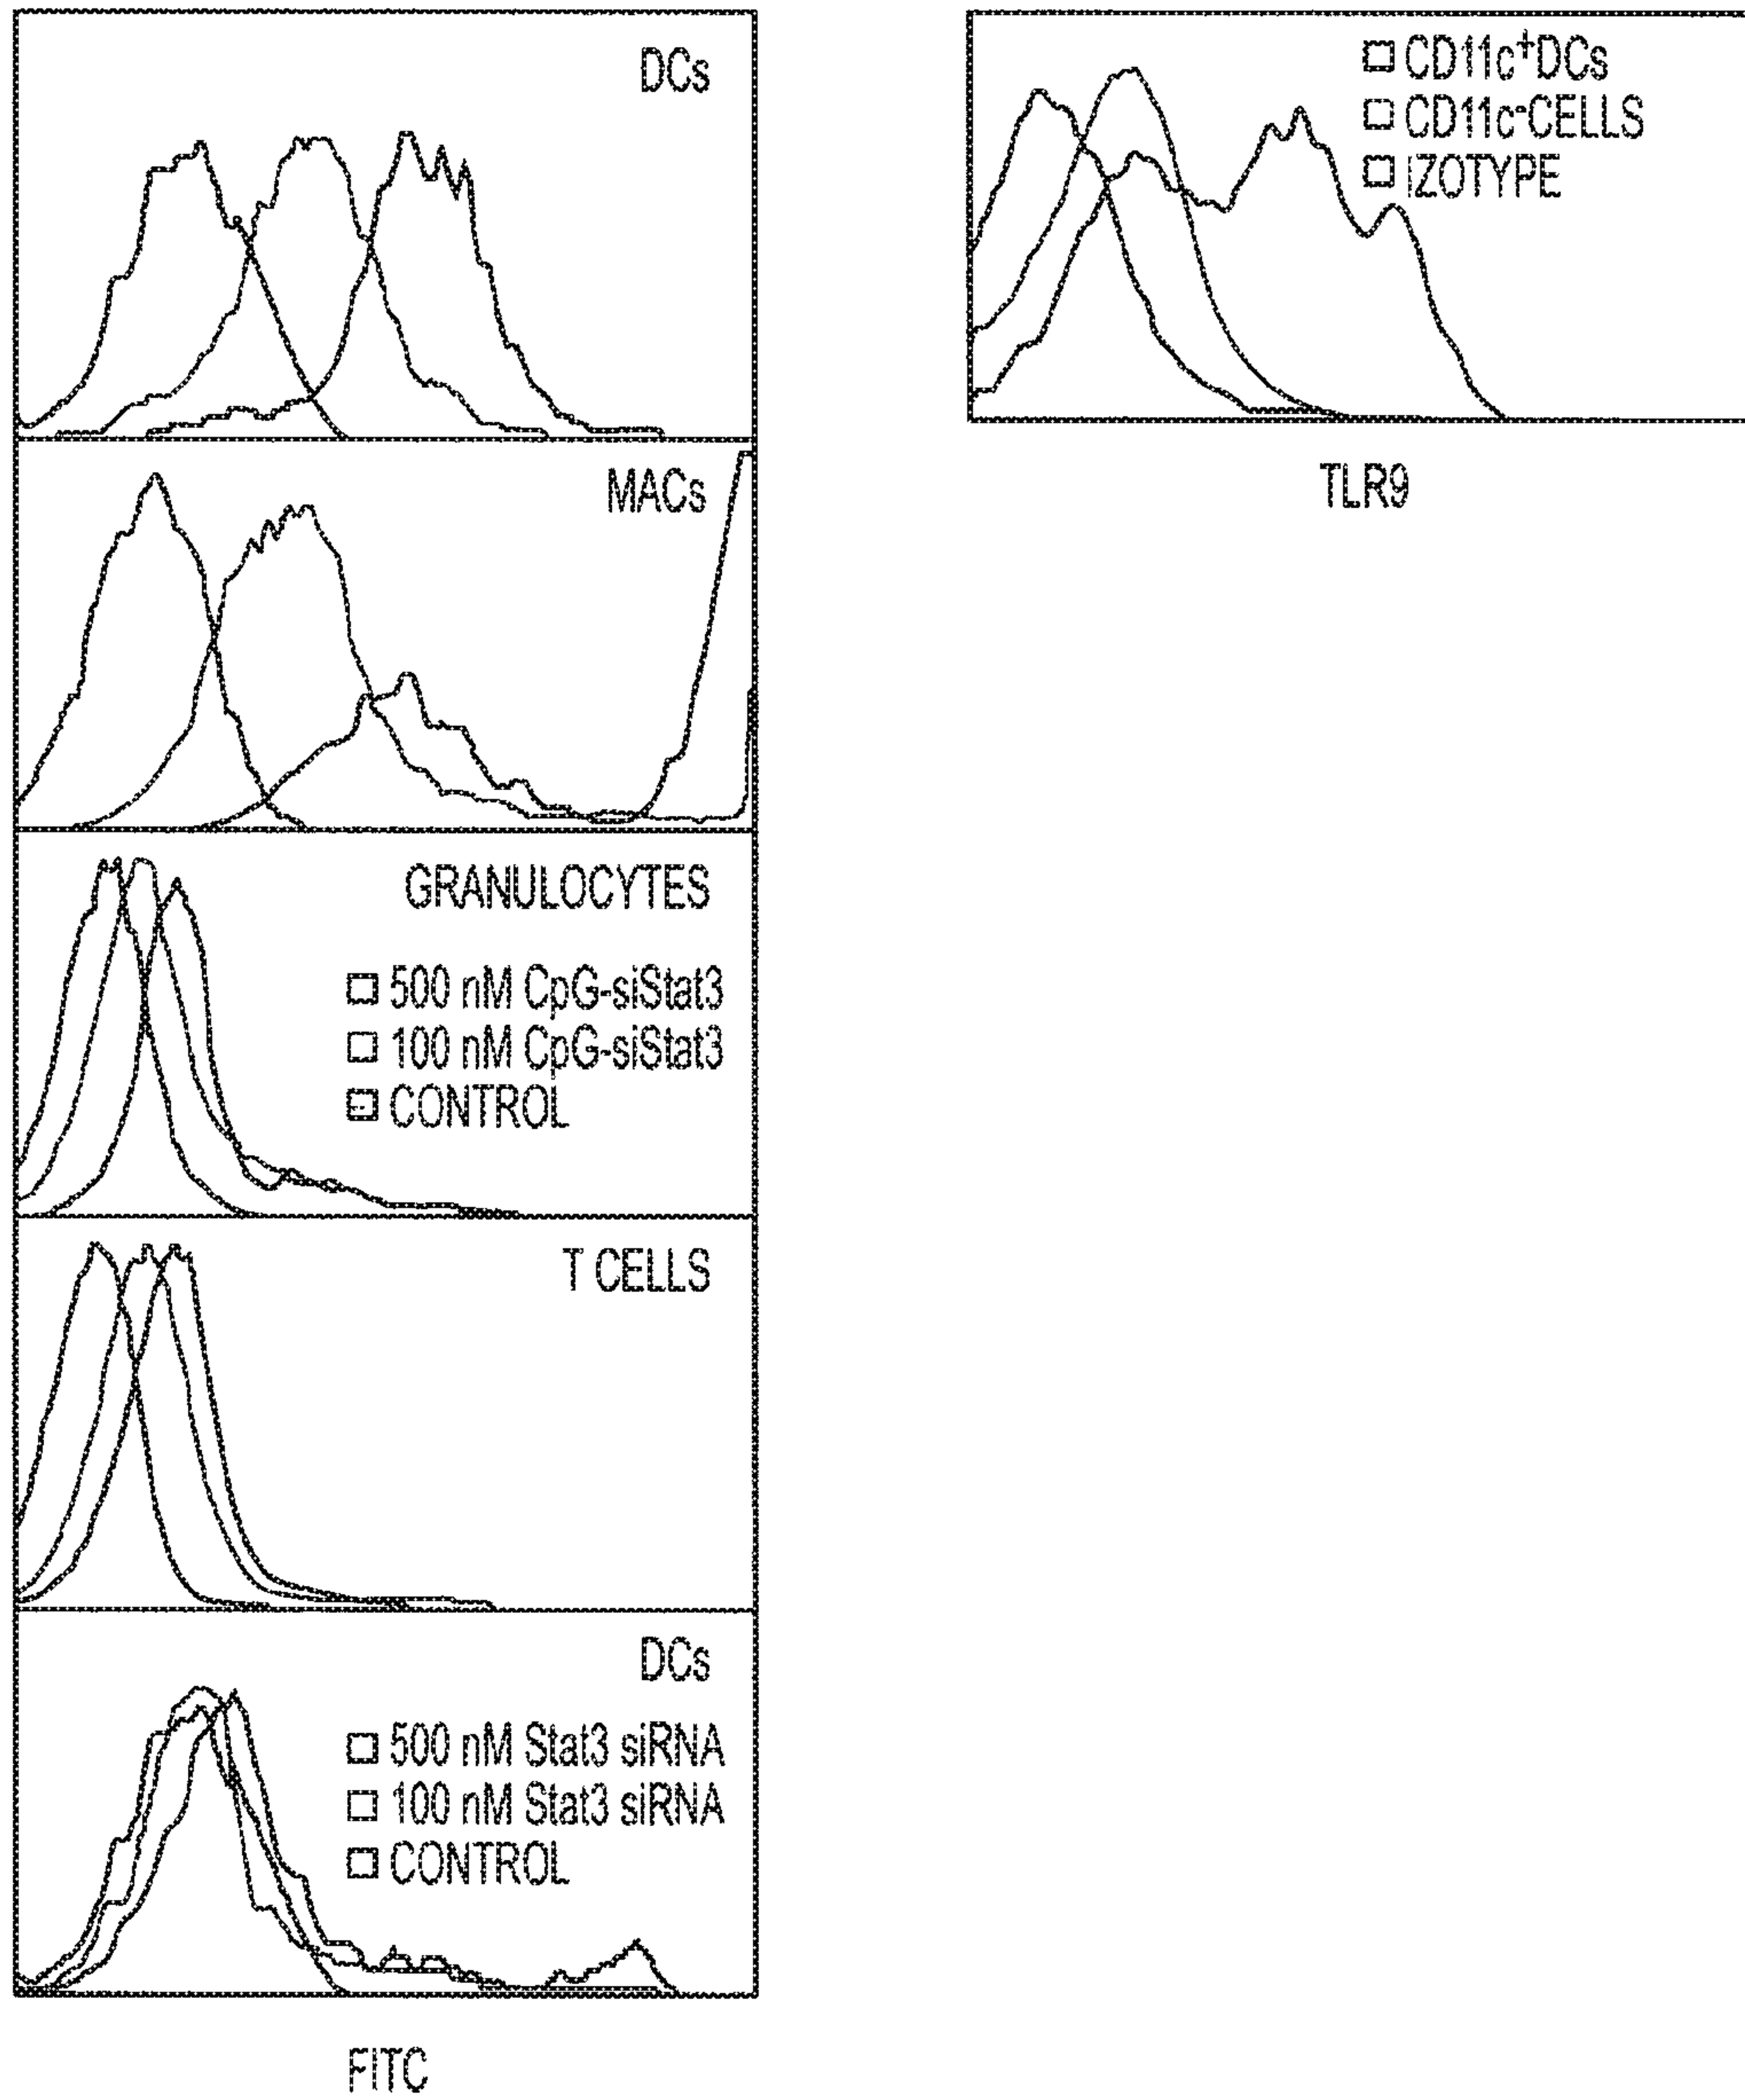 DCs
MACs
GRANULOCYTES
500 nM CpG-siStat3
100 nM CpG-siStat3
CONTROL
T CELLS
DCs
500 nM Stat3 siRNA
100 nM Stat3 siRNA
CONTROL
FITC
CD11c⁺DCs
CD11c⁻CELLS
IZOTYPE
TLR9